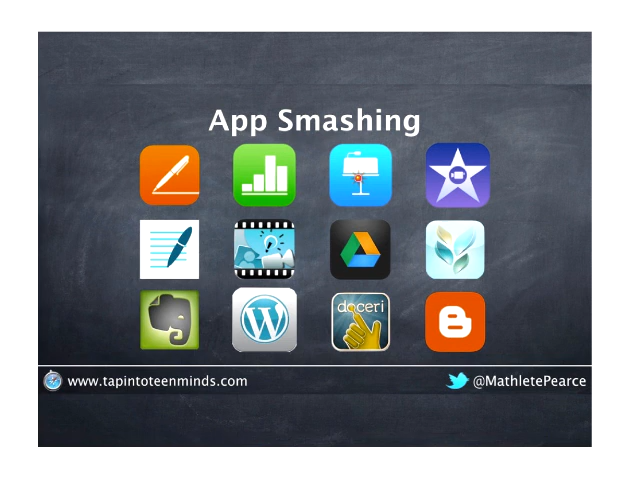 App Smashing
doceri
www.tapintoteenminds.com
@MathletePearce